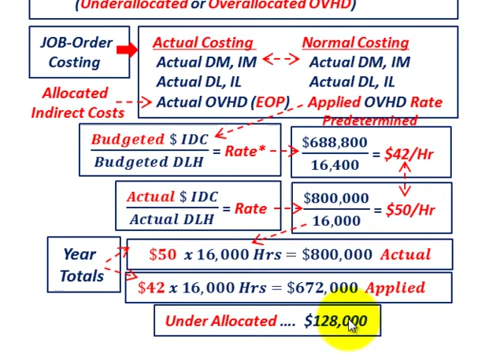 (Underallocated or Overallocated OVHD)
JOB-Order
Costing
Allocated
Indirect Costs
Actual Costing
Actual DM, IM
Actual DL, IL
Actual OVHD (EOP)
Normal Costing
Actual DM, IM
Actual DL, IL
Applied OVHD Rate
Predetermined
Budgeted $ IDC
Budgeted DLH
= Rate*
$688,800
16,400
= $42/Hr
Actual $ IDC
Actual DLH
= Rate
$800,000
16,000
= $50/Hr
Year
Totals
$50 x 16,000 Hrs = $800,000 Actual
$42 x 16,000 Hrs = $672,000 Applied
Under Allocated .... $128,000